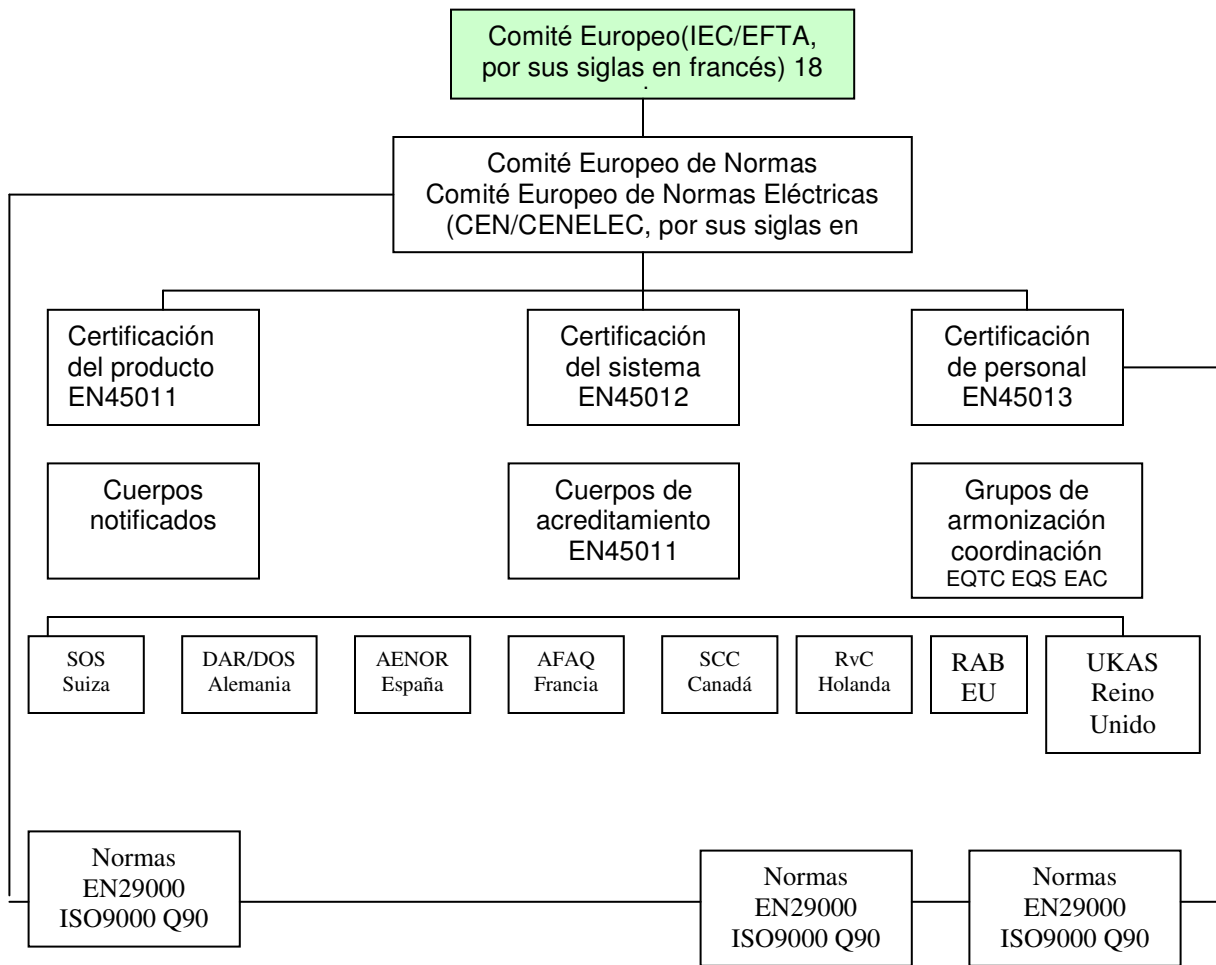 Comité Europeo(IEC/EFTA,
por sus siglas en francés) 18
.
Comité Europeo de Normas
Comité Europeo de Normas Eléctricas
(CEN/CENELEC, por sus siglas en
Certificación
del producto
EN45011
Certificación
del sistema
EN45012
Certificación
de personal
EN45013
Cuerpos
notificados
Cuerpos de
acreditamiento
EN45011
Grupos de
armonización
coordinación
EQTC EQS EAC
SOS
Suiza
DAR/DOS
Alemania
AENOR
España
AFAQ
Francia
SCC
Canadá
RvC
Holanda
RAB
EU
UKAS
Reino
Unido
Normas
EN29000
ISO9000 Q90
Normas
EN29000
ISO9000 Q90
Normas
EN29000
ISO9000 Q90